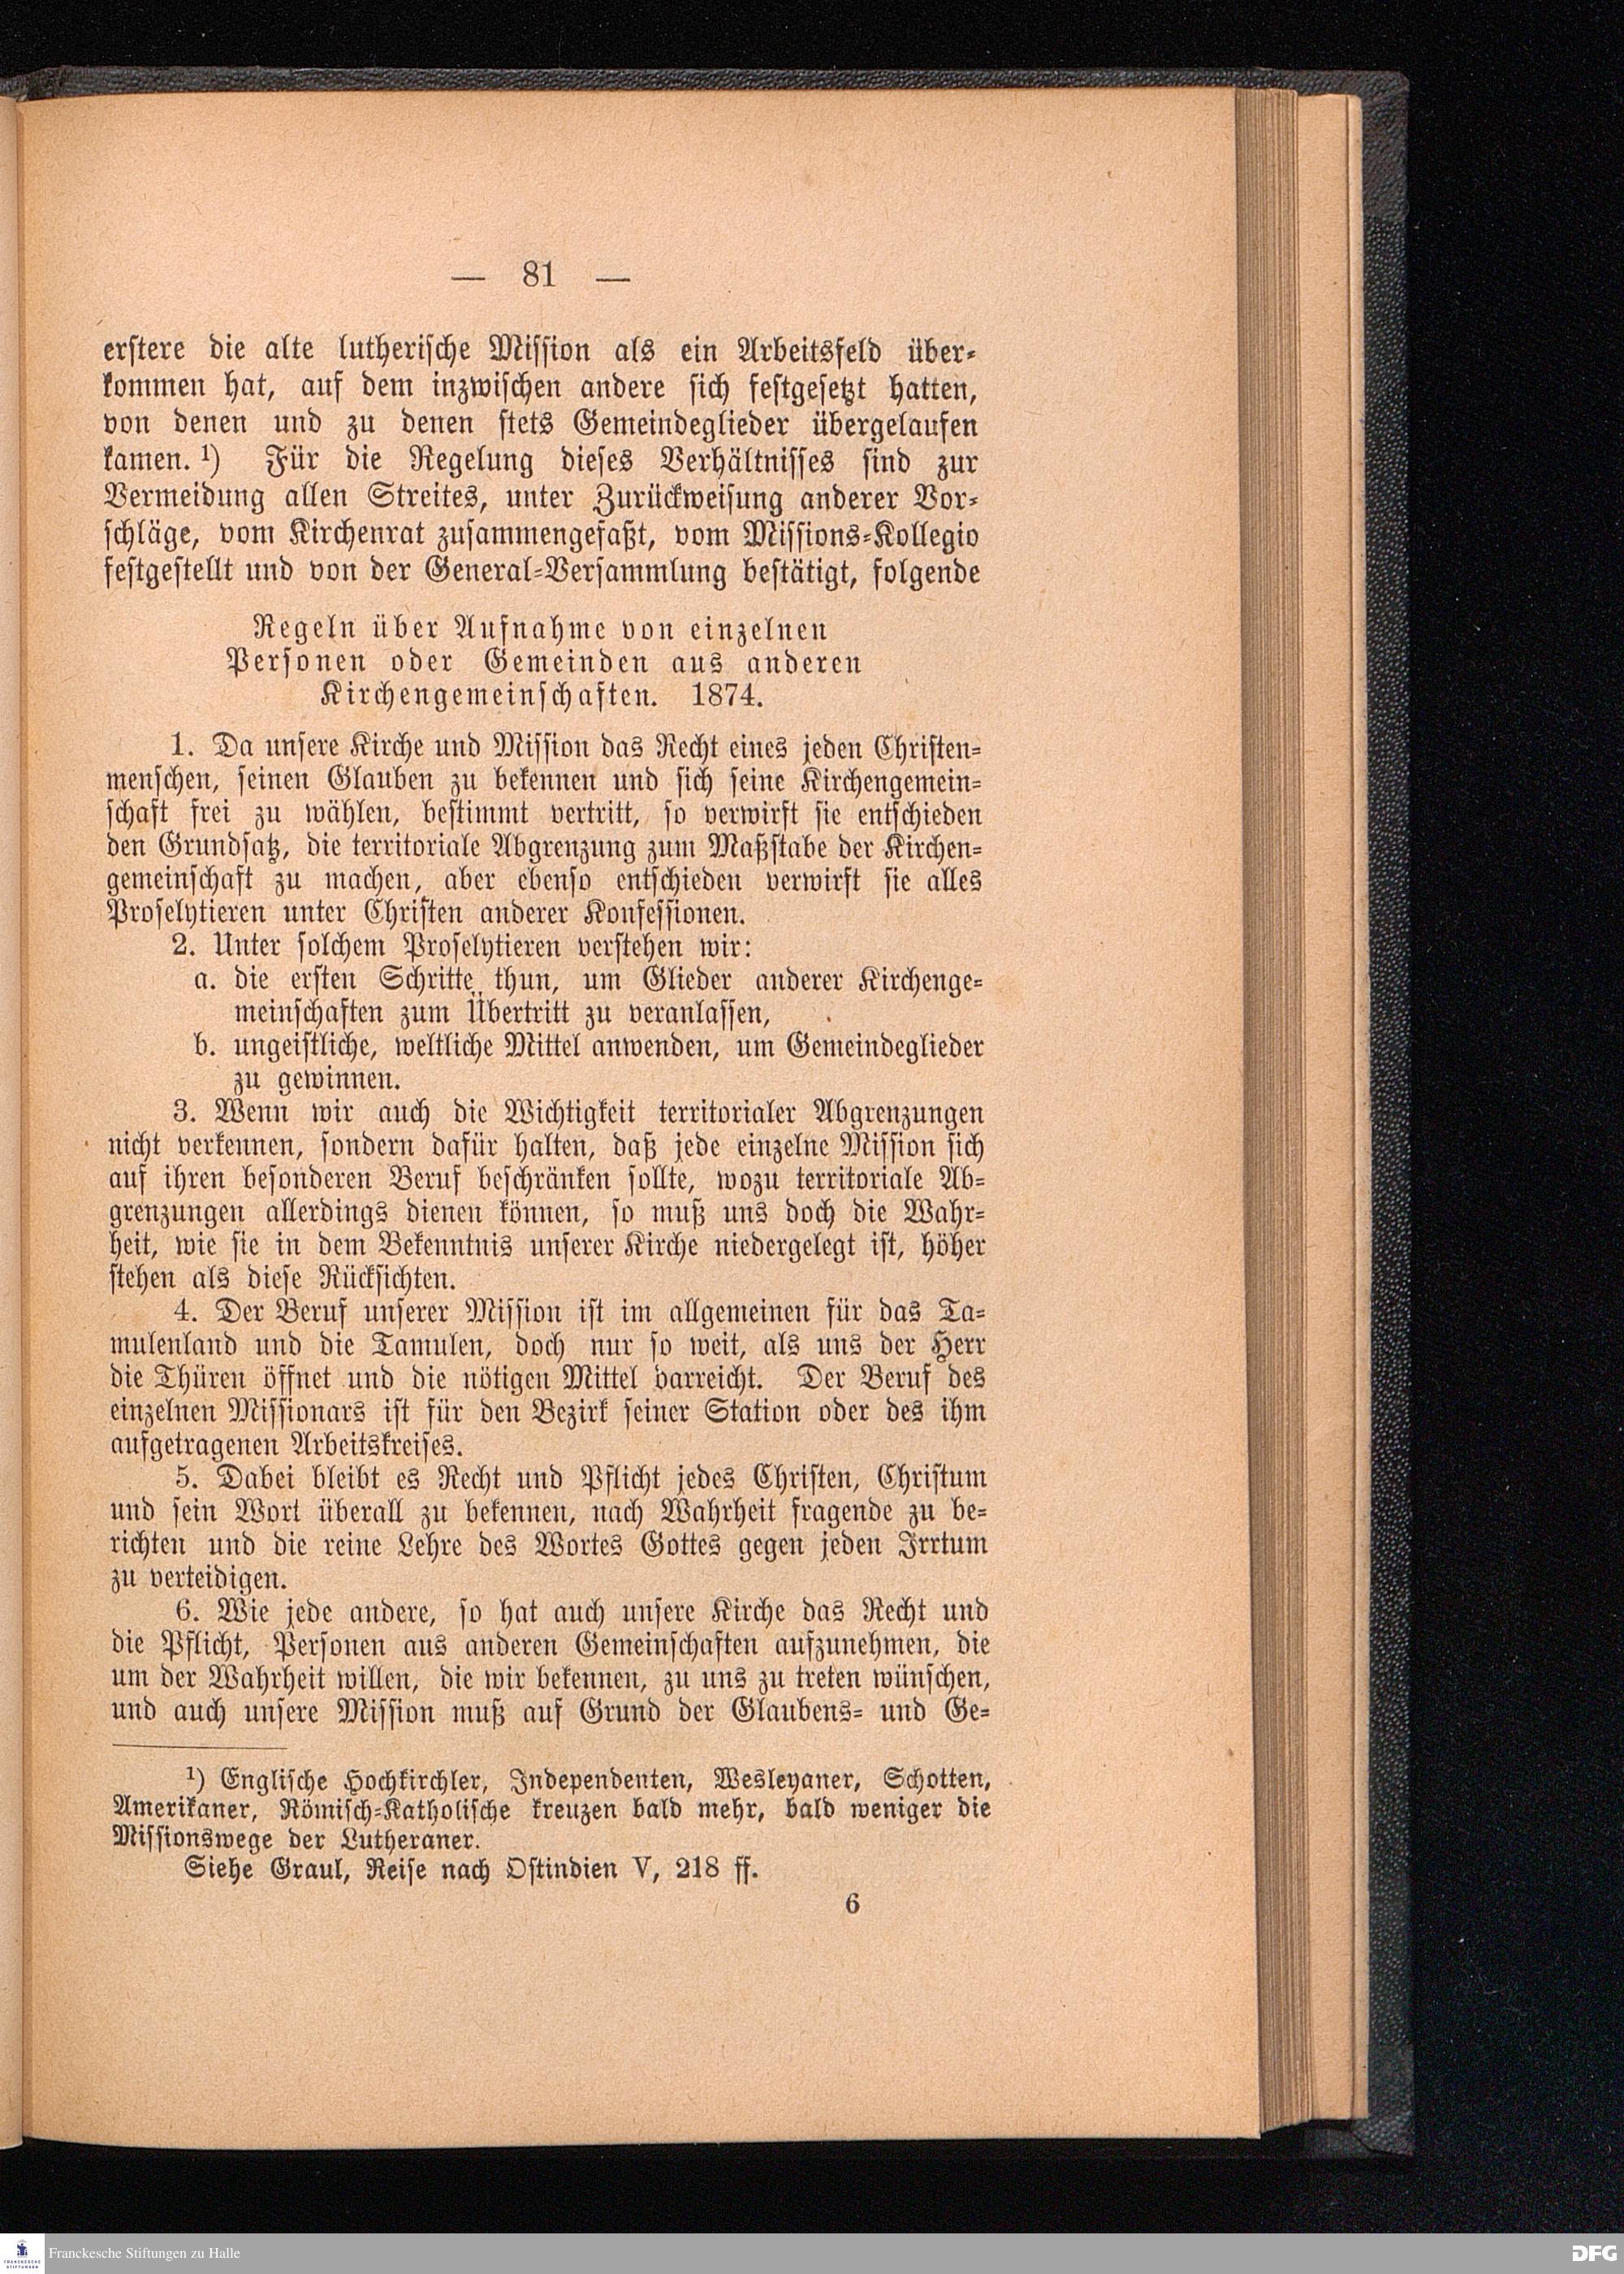 — 81 —
erstere die alte lutherische Mission als ein Arbeitsfeld über-
kommen hat, auf dem inzwischen andere sich festgesetzt hatten,
von denen und zu denen stets Gemeindeglieder übergelaufen
kamen.¹) Für die Regelung dieses Verhältnisses sind zur
Vermeidung allen Streites, unter Zurückweisung anderer Vor-
schläge, vom Kirchenrat zusammengefaßt, vom Missions-Kollegio
festgestellt und von der General-Versammlung bestätigt, folgende
Regeln über Aufnahme von einzelnen
Personen oder Gemeinden aus anderen
Kirchengemeinschaften. 1874.
1. Da unsere Kirche und Mission das Recht eines jeden Christen-
menschen, seinen Glauben zu bekennen und sich seine Kirchengemein-
schaft frei zu wählen, bestimmt vertritt, so verwirft sie entschieden
den Grundsatz, die territoriale Abgrenzung zum Maßstabe der Kirchen-
gemeinschaft zu machen, aber ebenso entschieden verwirft sie alles
Proselytieren unter Christen anderer Konfessionen.
2. Unter solchem Proselytieren verstehen wir:
a. die ersten Schritte thun, um Glieder anderer Kirchenge-
meinschaften zum Übertritt zu veranlassen,
b. ungeistliche, weltliche Mittel anwenden, um Gemeindeglieder
zu gewinnen.
3. Wenn wir auch die Wichtigkeit territorialer Abgrenzungen
nicht verkennen, sondern dafür halten, daß jede einzelne Mission sich
auf ihren besonderen Beruf beschränken sollte, wozu territoriale Ab-
grenzungen allerdings dienen können, so muß uns doch die Wahr-
heit, wie sie in dem Bekenntnis unserer Kirche niedergelegt ist, höher
stehen als diese Rücksichten.
4. Der Beruf unserer Mission ist im allgemeinen für das Ta-
mulenland und die Tamulen, doch nur so weit, als uns der Herr
die Thüren öffnet und die nötigen Mittel darreicht. Der Beruf des
einzelnen Missionars ist für den Bezirk seiner Station oder des ihm
aufgetragenen Arbeitskreises.
5. Dabei bleibt es Recht und Pflicht jedes Christen, Christum
und sein Wort überall zu bekennen, nach Wahrheit fragende zu be-
richten und die reine Lehre des Wortes Gottes gegen jeden Irrtum
zu verteidigen.
6. Wie jede andere, so hat auch unsere Kirche das Recht und
die Pflicht, Personen aus anderen Gemeinschaften aufzunehmen, die
um der Wahrheit willen, die wir bekennen, zu uns zu treten wünschen,
und auch unsere Mission muß auf Grund der Glaubens- und Ge-
¹) Englische Hochkirchler, Independenten, Wesleyaner, Schotten,
Amerikaner, Römisch-Katholische kreuzen bald mehr, bald weniger die
Missionswege der Lutheraner.
Siehe Graul, Reise nach Ostindien V, 218 ff.
6
FRANCKESCHE
STIFTUNGEN
Franckesche Stiftungen zu Halle
DFG